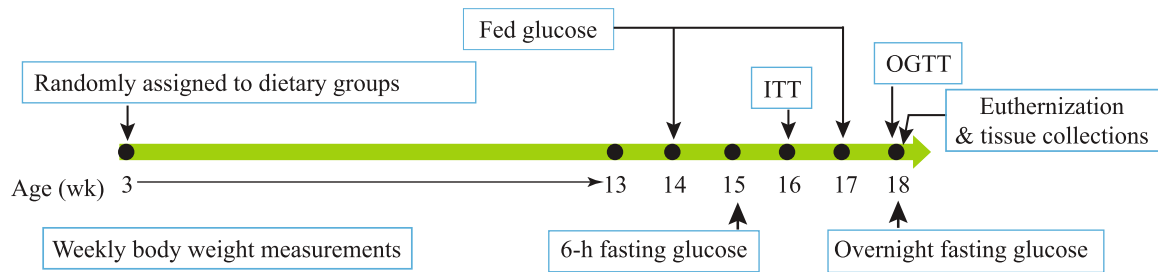 Fed glucose
Randomly assigned to dietary groups
ITT
OGTT
Euthernization
& tissue collections
Age (wk) 3 13 14 15 16 17 18
Weekly body weight measurements
6-h fasting glucose
Overnight fasting glucose